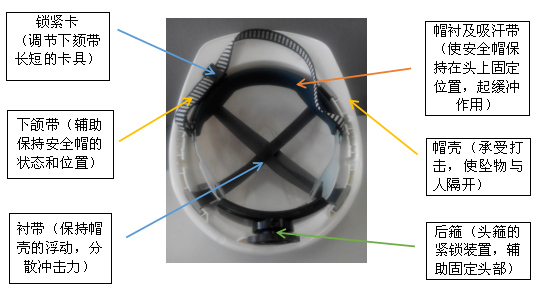 锁紧卡
（调节下颏带
长短的卡具）
下颌带（辅助
保持安全帽的
状态和位置）
衬带（保持帽
壳的浮动，分
散冲击力）
帽衬及吸汗带
（使安全帽保
持在头上固定
位置，起缓冲
作用）
帽壳（承受打
击，使坠物与
人隔开）
后箍（头箍的
紧锁装置，辅
助固定头部）